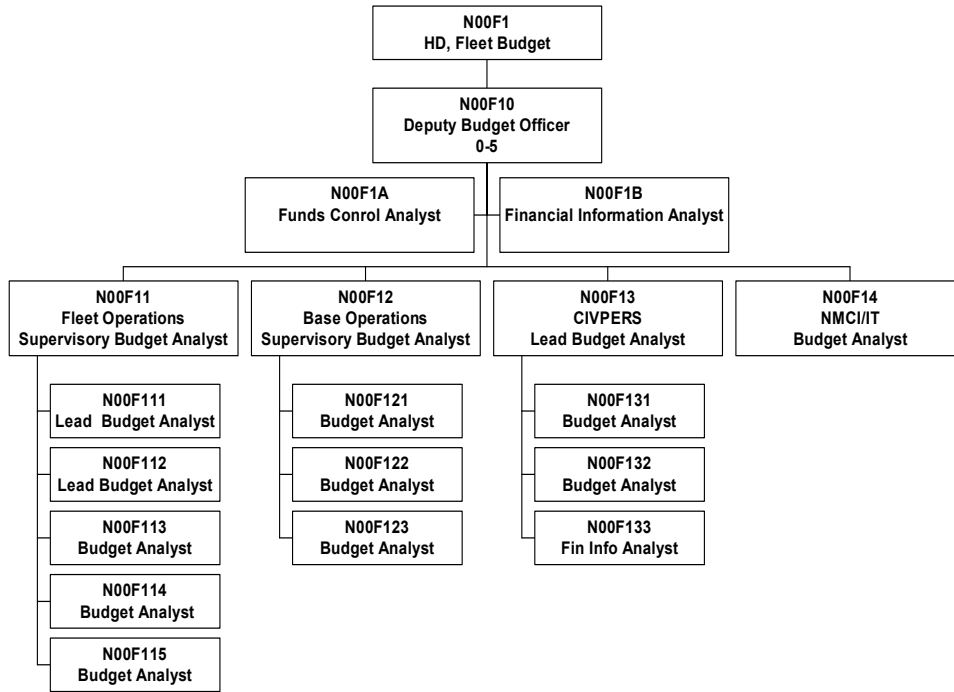 N00F1
HD, Fleet Budget
N00F10
Deputy Budget Officer
0-5
N00F1A
Funds Conrol Analyst
N00F1B
Financial Information Analyst
N00F11
Fleet Operations
Supervisory Budget Analyst
N00F12
Base Operations
Supervisory Budget Analyst
N00F13
CIVPERS
Lead Budget Analyst
N00F14
NMCI/IT
Budget Analyst
N00F111
Lead Budget Analyst
N00F112
Lead Budget Analyst
N00F113
Budget Analyst
N00F114
Budget Analyst
N00F115
Budget Analyst
N00F121
Budget Analyst
N00F122
Budget Analyst
N00F123
Budget Analyst
N00F131
Budget Analyst
N00F132
Budget Analyst
N00F133
Fin Info Analyst